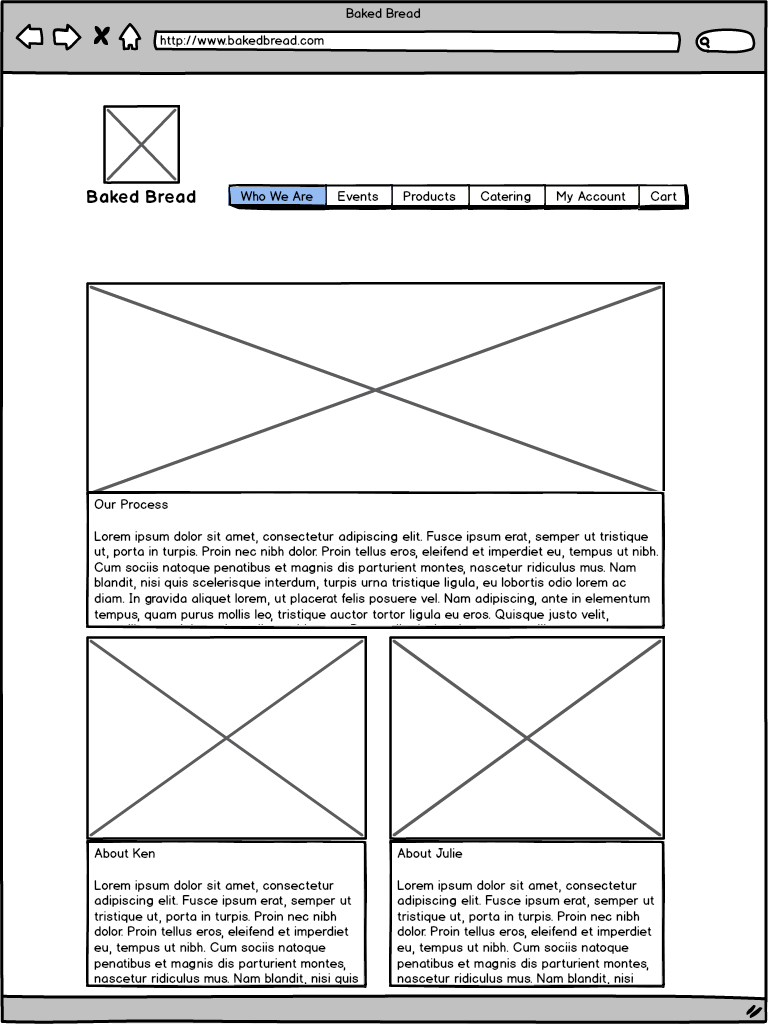 Baked Bread
http://www.bakedbread.com
Baked Bread
Who We Are Events Products Catering My Account Cart
Our Process
Lorem ipsum dolor sit amet, consectetur adipiscing elit. Fusce ipsum erat, semper ut tristique
ut, porta in turpis. Proin nec nibh dolor. Proin tellus eros, eleifend et imperdiet eu, tempus ut nibh.
Cum sociis natoque penatibus et magnis dis parturient montes, nascetur ridiculus mus. Nam
blandit, nisi quis scelerisque interdum, turpis urna tristique ligula, eu lobortis odio lorem ac
diam. In gravida aliquet lorem, ut placerat felis posuere vel. Nam adipiscing, ante in elementum
tempus, quam purus mollis leo, tristique auctor tortor ligula eu eros. Quisque justo velit,
About Ken
Lorem ipsum dolor sit amet, consectetur
adipiscing elit. Fusce ipsum erat, semper ut
tristique ut, porta in turpis. Proin nec nibh
dolor. Proin tellus eros, eleifend et imperdiet
eu, tempus ut nibh. Cum sociis natoque
penatibus et magnis dis parturient montes,
nascetur ridiculus mus. Nam blandit, nisi quis
About Julie
Lorem ipsum dolor sit amet, consectetur
adipiscing elit. Fusce ipsum erat, semper ut
tristique ut, porta in turpis. Proin nec nibh
dolor. Proin tellus eros, eleifend et imperdiet
eu, tempus ut nibh. Cum sociis natoque
penatibus et magnis dis parturient montes,
nascetur ridiculus mus. Nam blandit, nisi